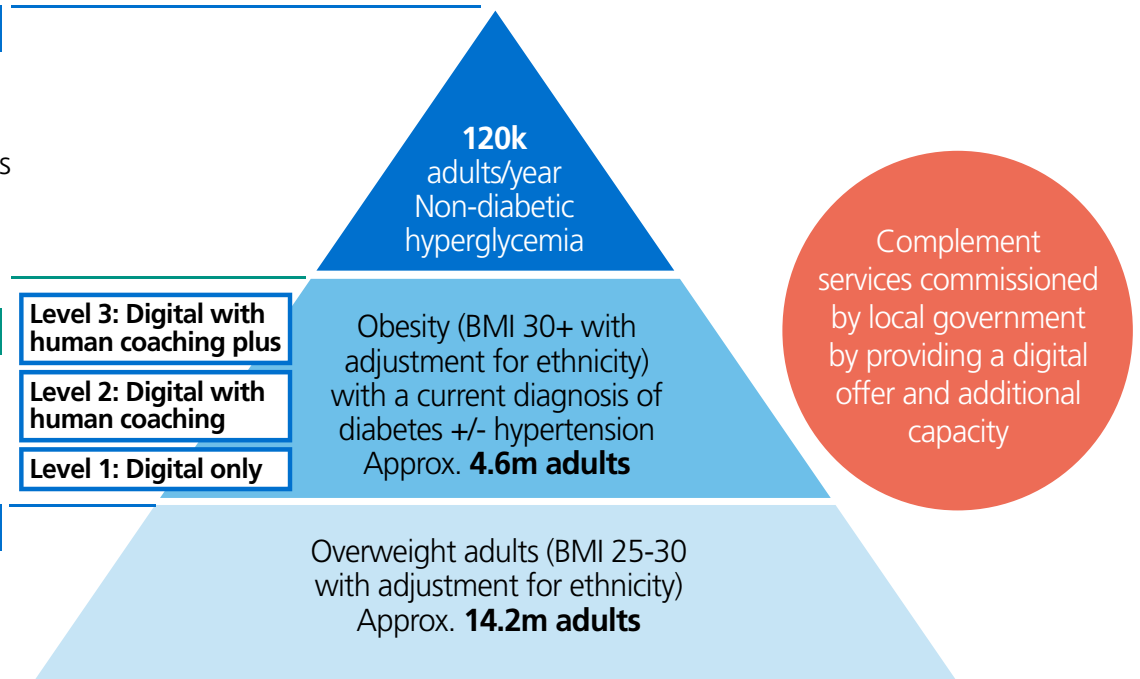 120k
adults/year
Non-diabetic
hyperglycemia
Level 3: Digital with
human coaching plus
Level 2: Digital with
human coaching
Level 1: Digital only
Obesity (BMI 30+ with
adjustment for ethnicity)
with a current diagnosis of
diabetes +/- hypertension
Approx. 4.6m adults
Overweight adults (BMI 25-30
with adjustment for ethnicity)
Approx. 14.2m adults
Complement
services commissioned
by local government
by providing a digital
offer and additional
capacity